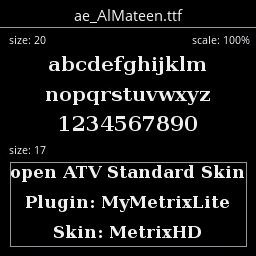 ae_AlMateen.ttf
size: 20 scale: 100%
abcdefghijklm
nopqrstuvwxyz
1234567890
size: 17
open ATV Standard Skin
Plugin: MyMetrixLite
Skin: MetrixHD